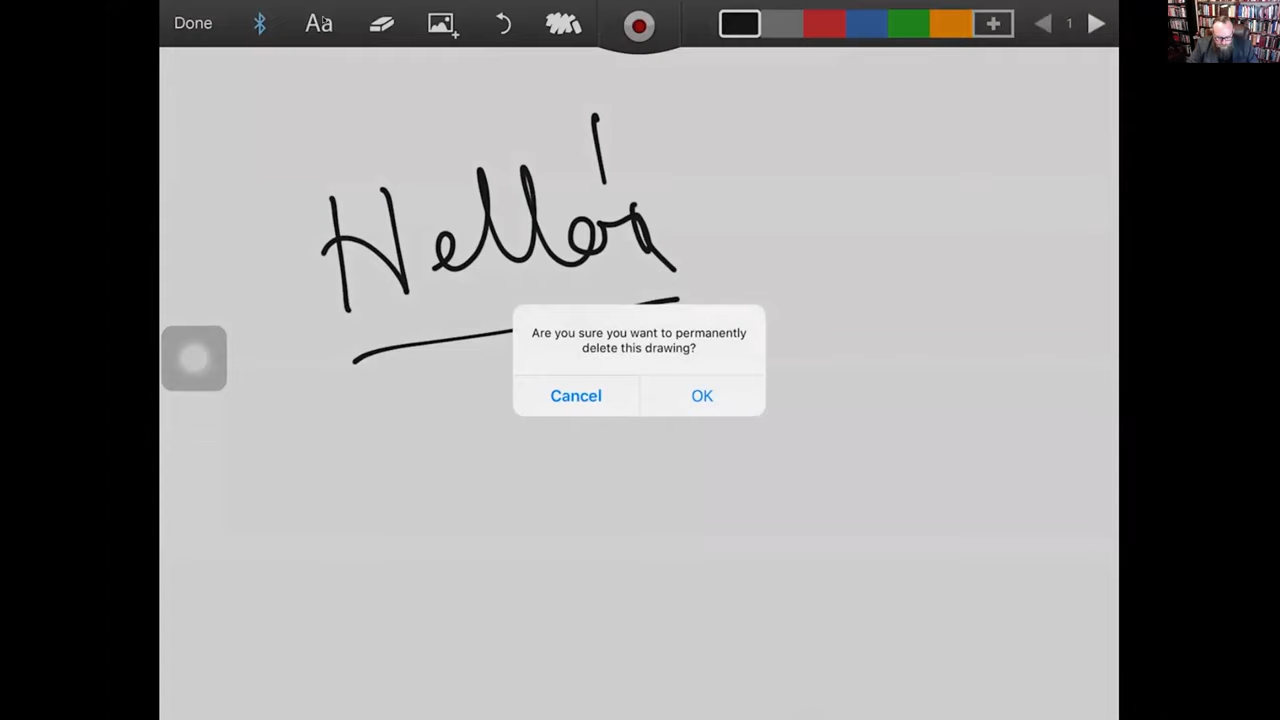 Done Aa 1
Hello
Are you sure you want to permanently
delete this drawing?
Cancel OK